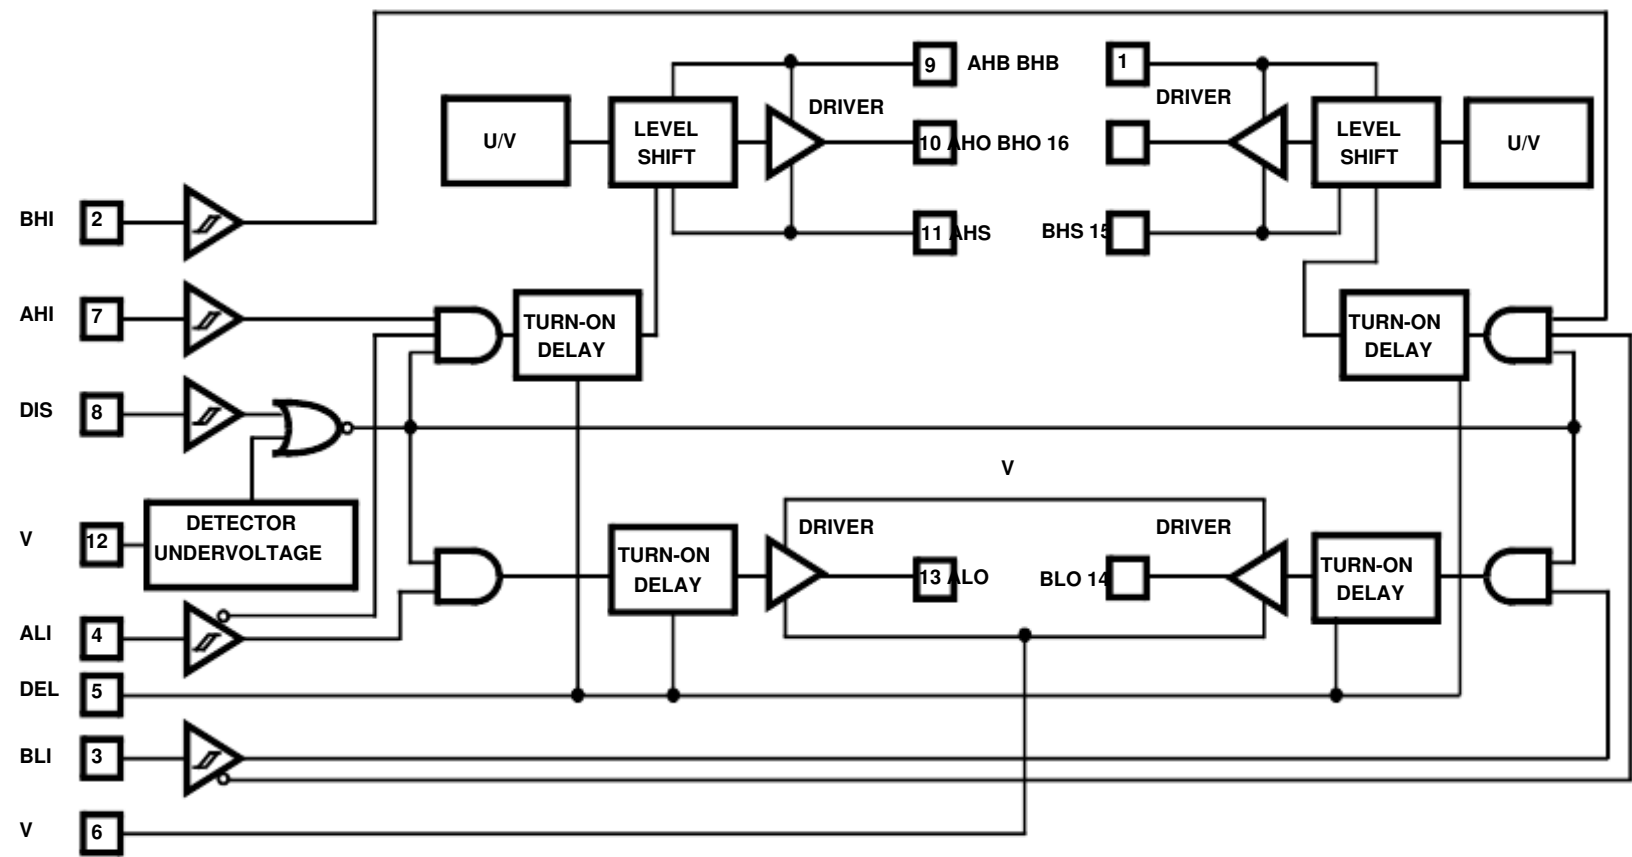 9 AHB BHB 1
DRIVER DRIVER
U/V LEVEL SHIFT 10 AHO BHO 16 LEVEL SHIFT U/V
BHI 2 11 AHS BHS 15
AHI 7 TURN-ON DELAY TURN-ON DELAY
DIS 8
V
V 12 DETECTOR UNDERVOLTAGE DRIVER DRIVER
TURN-ON DELAY 13 ALO BLO 14 TURN-ON DELAY
ALI 4
DEL 5
BLI 3
V 6